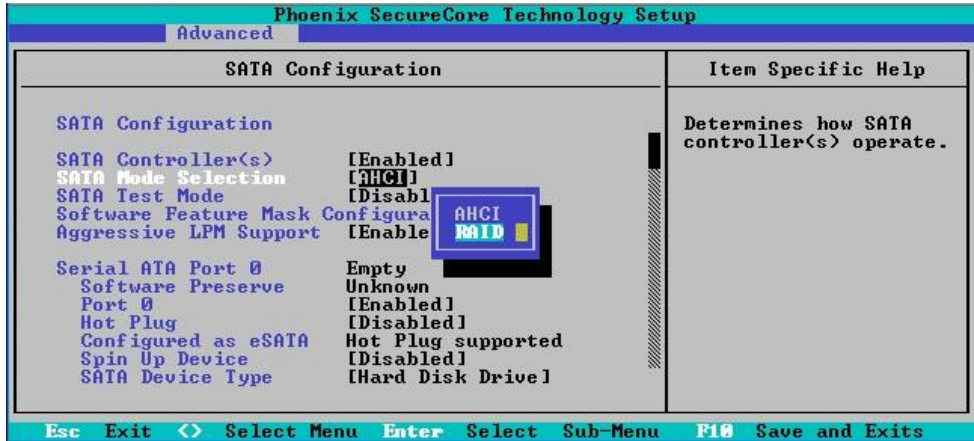 Phoenix SecureCore Technology Setup
Advanced
SATA Configuration
Item Specific Help
SATA Configuration
SATA Controller(s) [Enabled]
SATA Mode Selection [AHCI]
SATA Test Mode [Disabl
Software Feature Mask Configura
Aggressive LPM Support [Enable
AHCI
RAID
Serial ATA Port 0 Empty
Software Preserve Unknown
Port 0 [Enabled]
Hot Plug [Disabled]
Configured as eSATA Hot Plug supported
Spin Up Device [Disabled]
SATA Device Type [Hard Disk Drive]
Determines how SATA
controller(s) operate.
Esc Exit <> Select Menu Enter Select Sub-Menu F10 Save and Exits